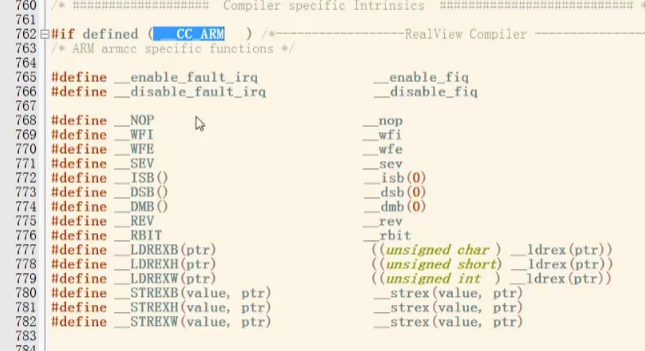 760 /* ################### Compiler specific Intrinsics ########################### *
761
762 #if defined ( __CC_ARM ) /*------------------RealView Compiler ---------------
763 /* ARM armcc specific functions */
764
765 #define __enable_fault_irq __enable_fiq
766 #define __disable_fault_irq __disable_fiq
767
768 #define __NOP __nop
769 #define __WFI __wfi
770 #define __WFE __wfe
771 #define __SEV __sev
772 #define __ISB() __isb(0)
773 #define __DSB() __dsb(0)
774 #define __DMB() __dmb(0)
775 #define __REV __rev
776 #define __RBIT __rbit
777 #define __LDREXB(ptr) ((unsigned char ) __ldrex(ptr))
778 #define __LDREXH(ptr) ((unsigned short) __ldrex(ptr))
779 #define __LDREXW(ptr) ((unsigned int ) __ldrex(ptr))
780 #define __STREXB(value, ptr) __strex(value, ptr)
781 #define __STREXH(value, ptr) __strex(value, ptr)
782 #define __STREXW(value, ptr) __strex(value, ptr)
783
784